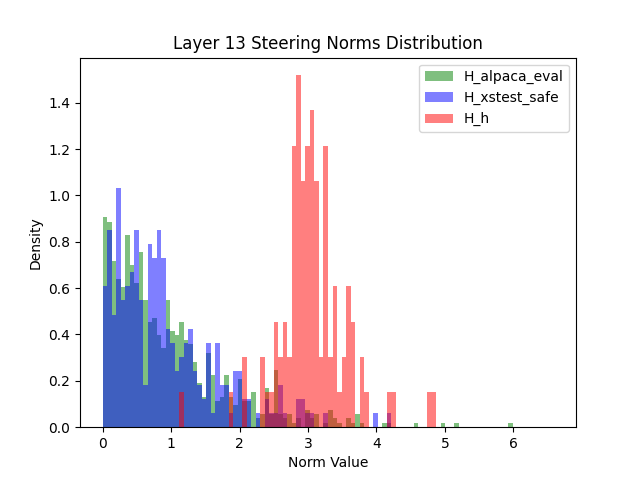 Layer 13 Steering Norms Distribution
H_alpaca_eval
H_xstest_safe
H_h
Density
1.4
1.2
1.0
0.8
0.6
0.4
0.2
0.0
0 1 2 3 4 5 6
Norm Value